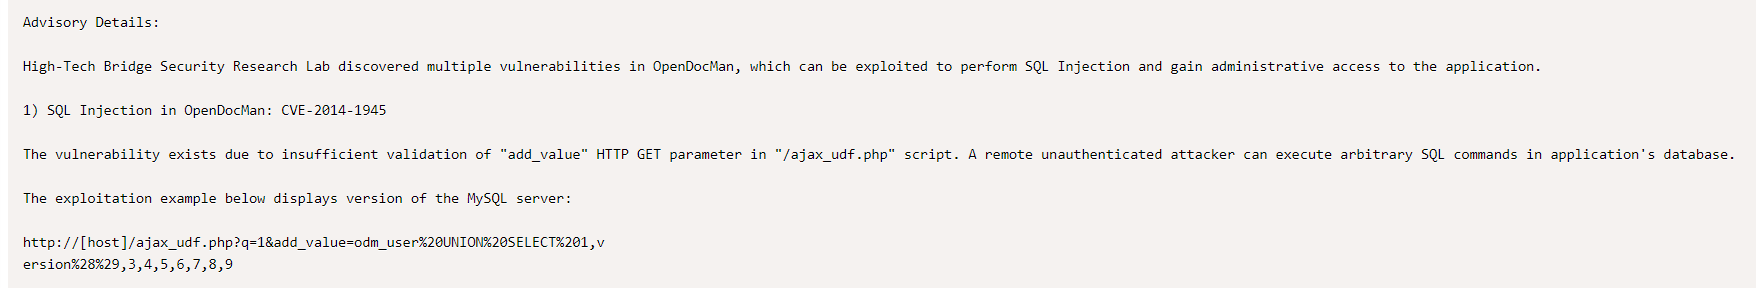 Advisory Details:
High-Tech Bridge Security Research Lab discovered multiple vulnerabilities in OpenDocMan, which can be exploited to perform SQL Injection and gain administrative access to the application.
1) SQL Injection in OpenDocMan: CVE-2014-1945
The vulnerability exists due to insufficient validation of "add_value" HTTP GET parameter in "/ajax_udf.php" script. A remote unauthenticated attacker can execute arbitrary SQL commands in application's database.
The exploitation example below displays version of the MySQL server:
http://[host]/ajax_udf.php?q=1&add_value=odm_user%20UNION%20SELECT%201,v
ersion%28%29,3,4,5,6,7,8,9